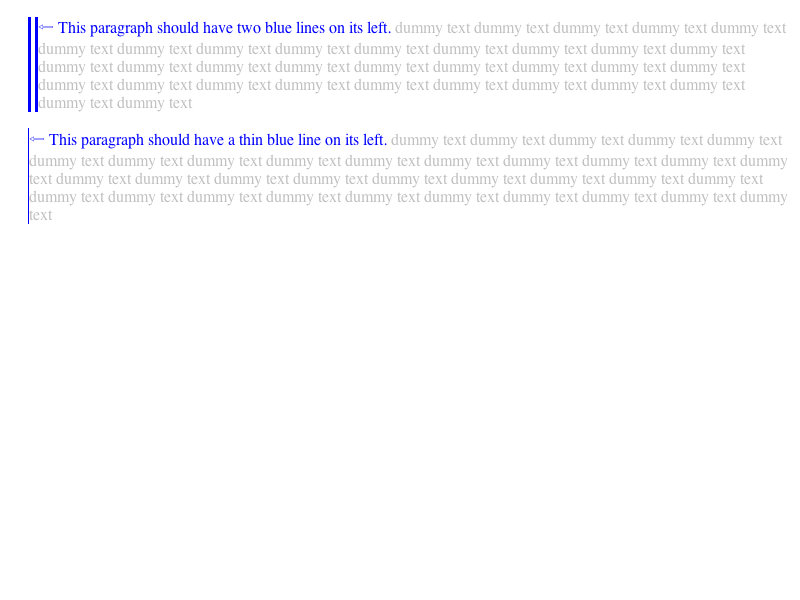 ← This paragraph should have two blue lines on its left. dummy text dummy text dummy text dummy text dummy text
dummy text dummy text dummy text dummy text dummy text dummy text dummy text dummy text dummy text
dummy text dummy text dummy text dummy text dummy text dummy text dummy text dummy text dummy text
dummy text dummy text dummy text dummy text dummy text dummy text dummy text dummy text dummy text
dummy text dummy text
← This paragraph should have a thin blue line on its left. dummy text dummy text dummy text dummy text dummy text
dummy text dummy text dummy text dummy text dummy text dummy text dummy text dummy text dummy text dummy
text dummy text dummy text dummy text dummy text dummy text dummy text dummy text dummy text dummy text
dummy text dummy text dummy text dummy text dummy text dummy text dummy text dummy text dummy text dummy
text